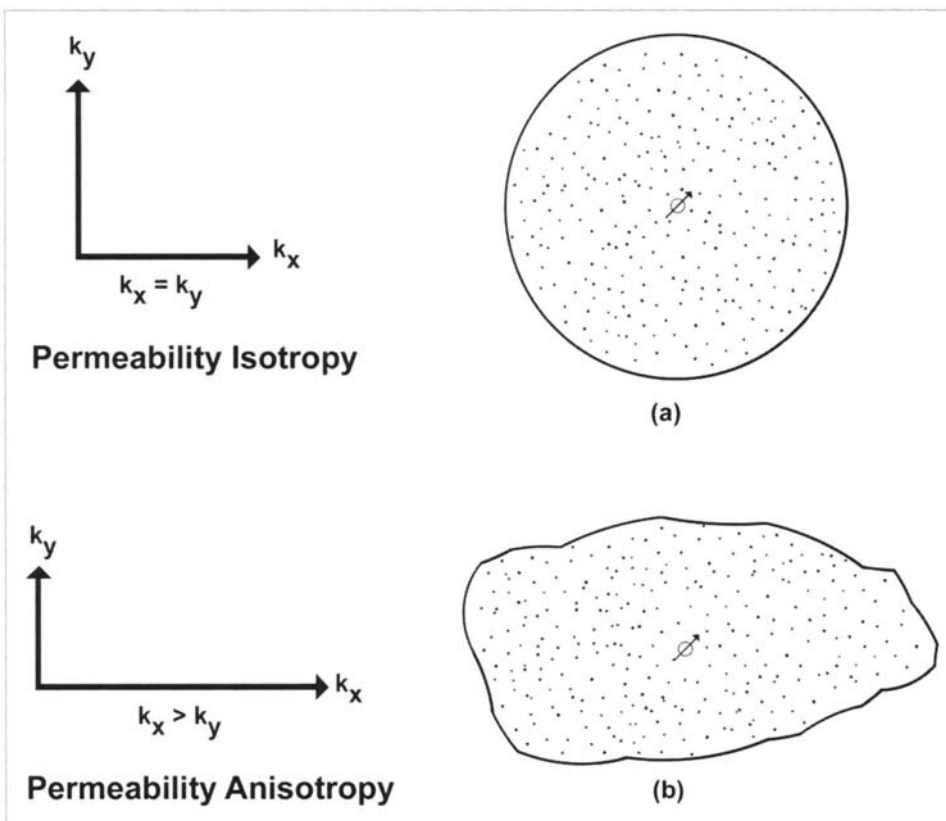 k_y
k_x
k_x = k_y
Permeability Isotropy
(a)
k_y
k_x
k_x > k_y
Permeability Anisotropy
(b)